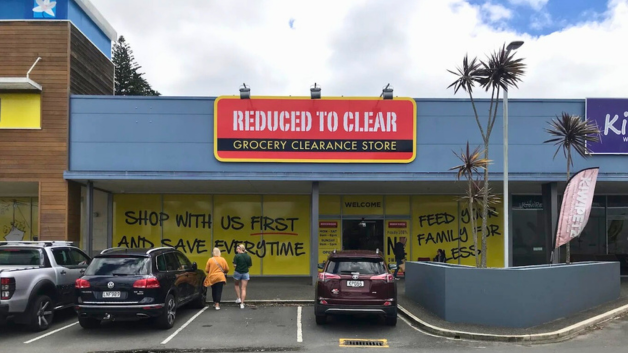 REDUCED TO CLEAR
GROCERY CLEARANCE STORE
Ki
WELCOME
SHOP WITH US FIRST
AND SAVE EVERYTIME
FEED YOUR
FAMILY FOR
LESS